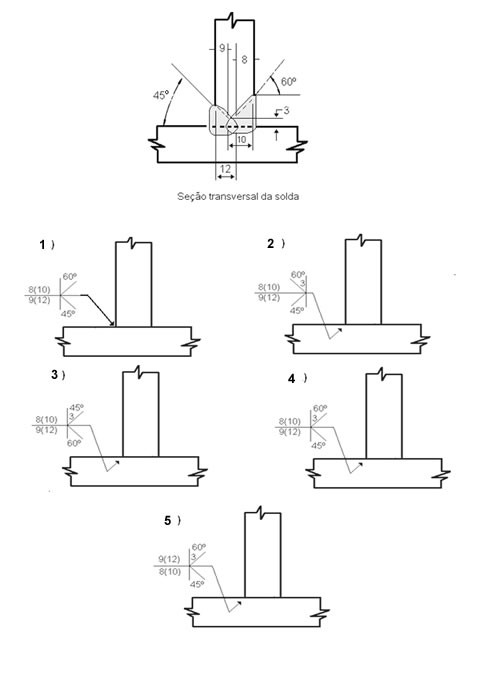 9
8
45º
60º
3
10
12
Seção transversal da solda
1 )
60º
8(10)
9(12)
45º
2 )
60º
3
8(10)
9(12)
45º
3 )
45º
3
8(10)
9(12)
60º
4 )
60º
3
8(10)
9(12)
45º
5 )
60º
9(12)
3
8(10)
45º